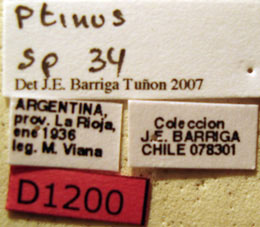 Ptinus
sp 34
Det J.E. Barriga Tuñon 2007
ARGENTINA,
prov. La Rioja,
ene 1936
leg. M. Viana
Coleccion
J.E. BARRIGA
CHILE 078301
D1200